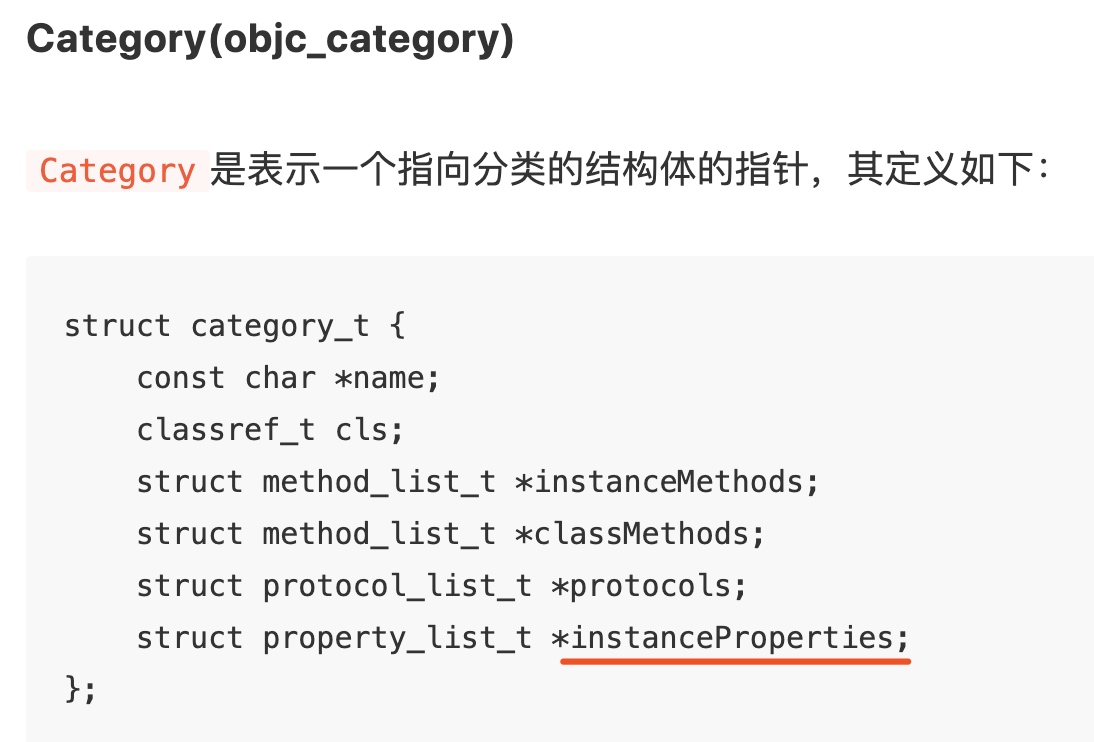 Category(objc_category)
Category是表示一个指向分类的结构体的指针，其定义如下：
struct category_t {
    const char *name;
    classref_t cls;
    struct method_list_t *instanceMethods;
    struct method_list_t *classMethods;
    struct protocol_list_t *protocols;
    struct property_list_t *instanceProperties;
};